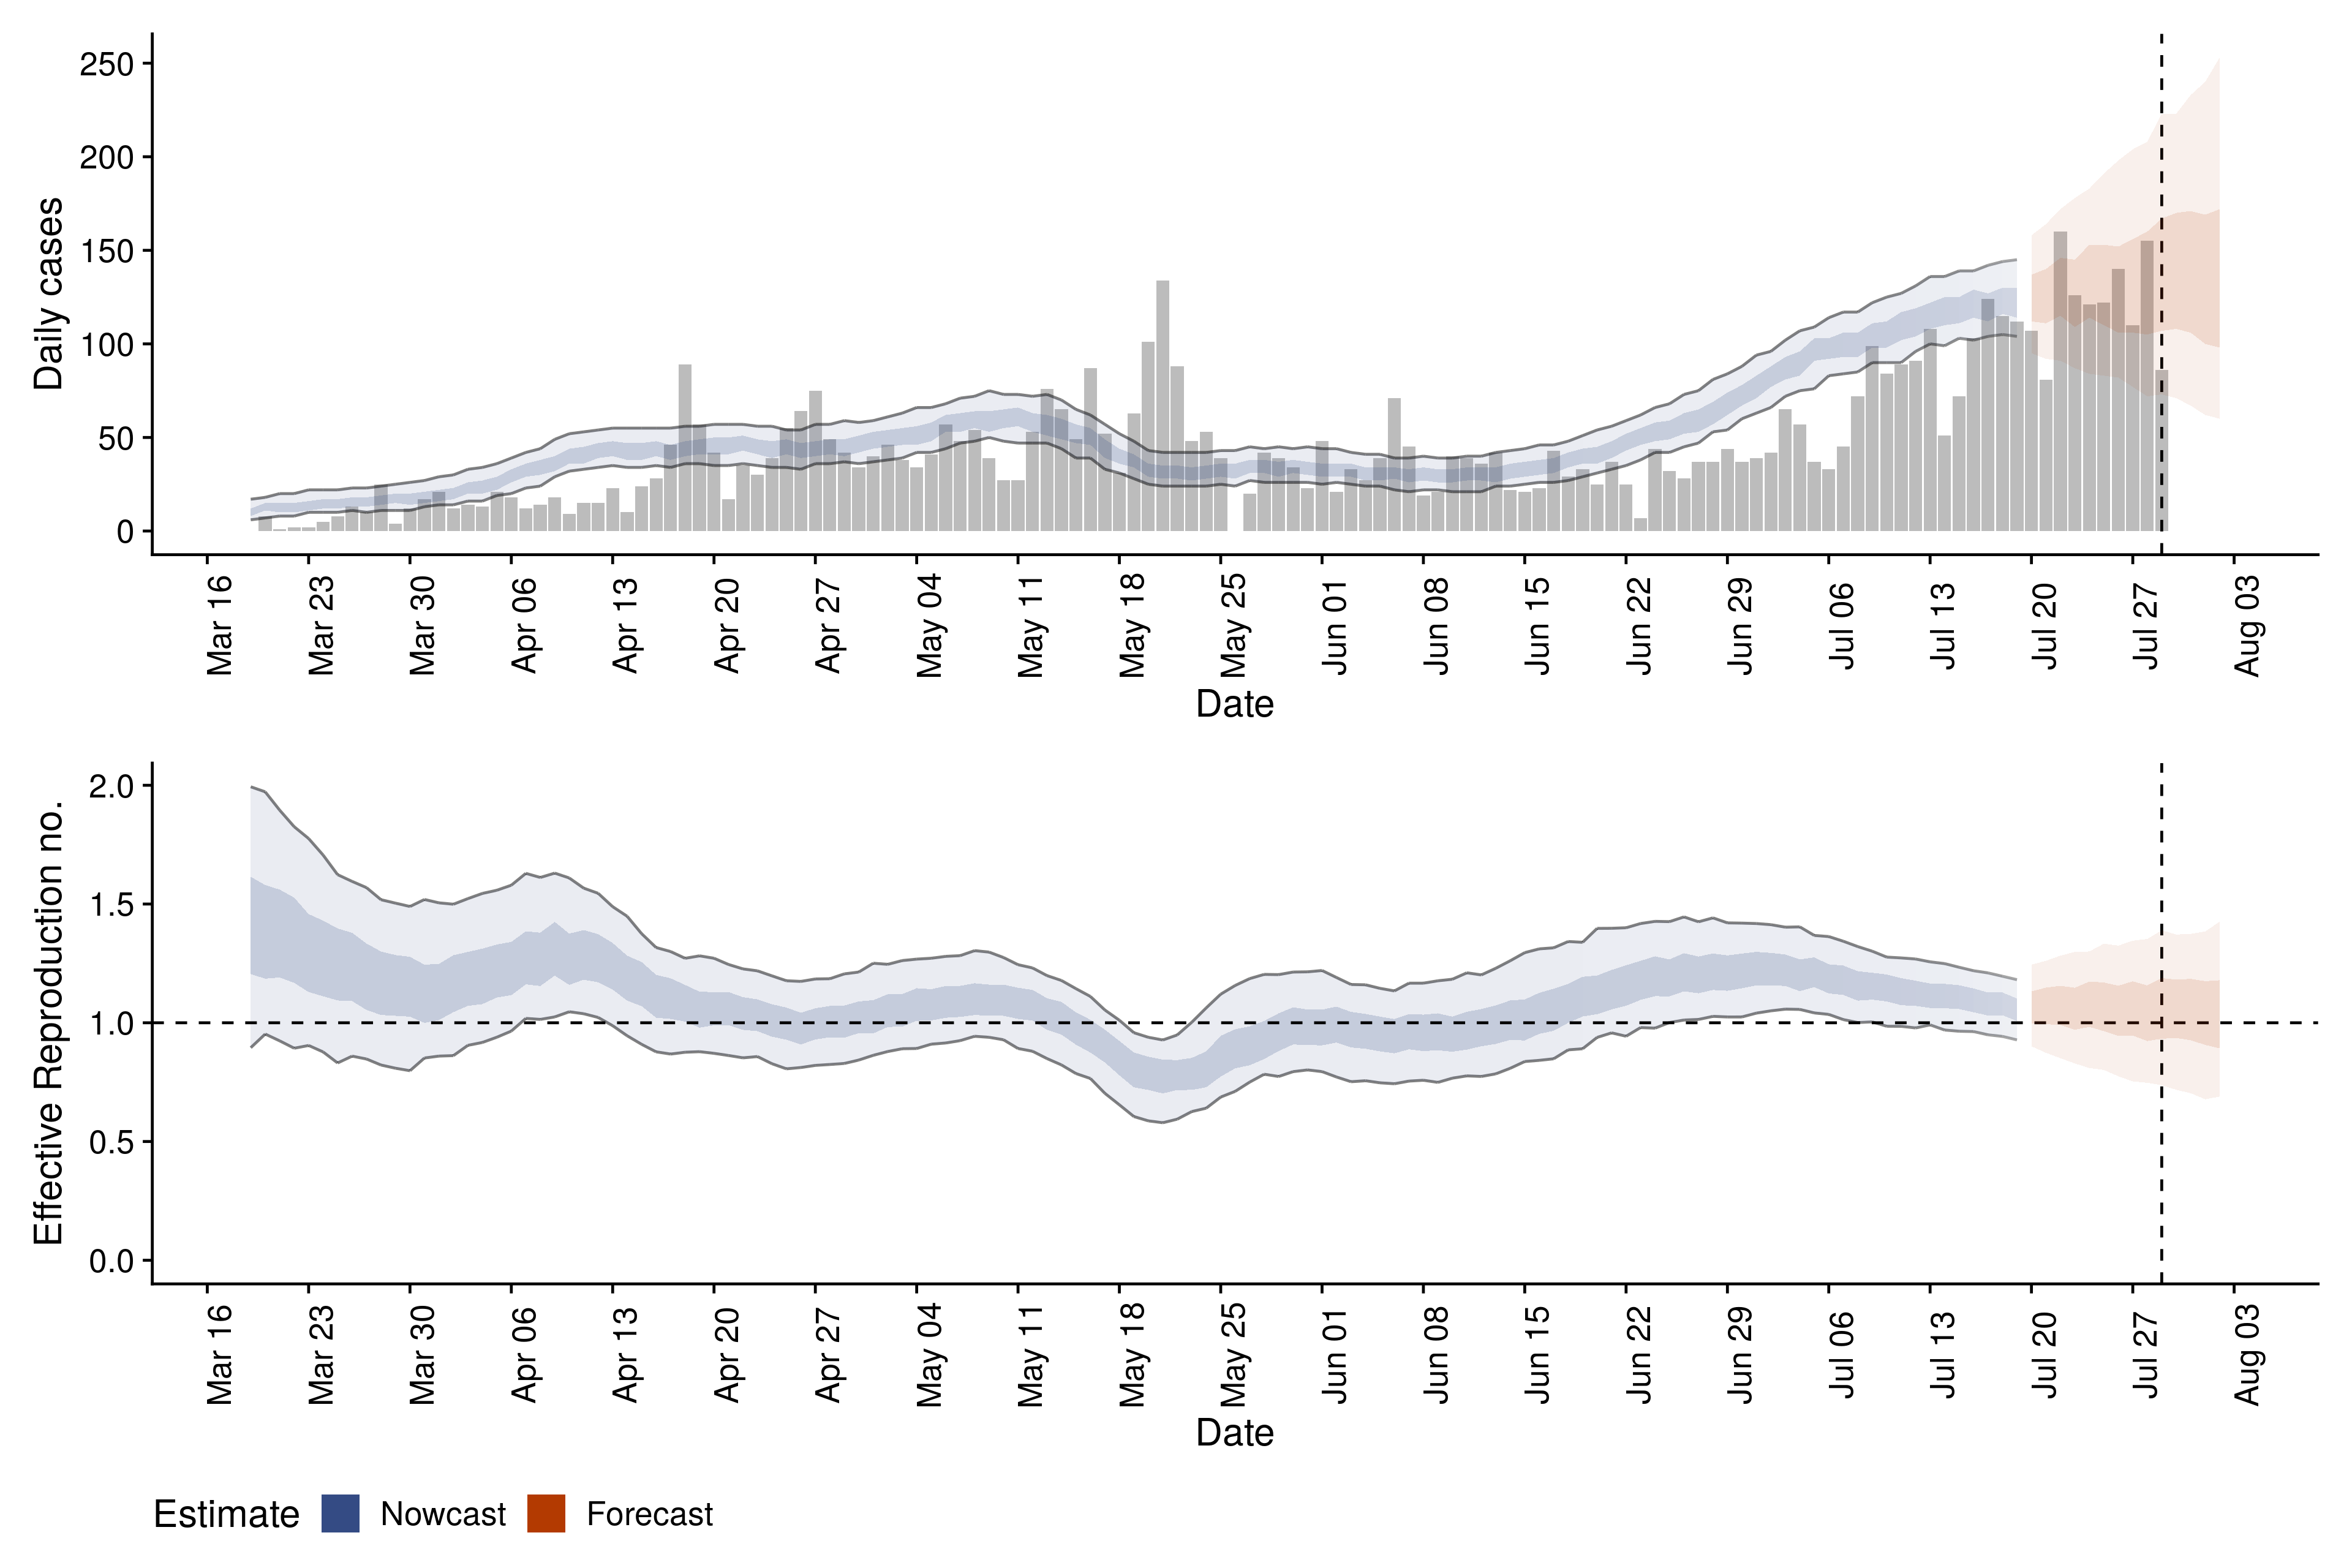 Daily cases
250
200
150
100
50
0
Mar 16
Mar 23
Mar 30
Apr 06
Apr 13
Apr 20
Apr 27
May 04
May 11
May 18
May 25
Jun 01
Jun 08
Jun 15
Jun 22
Jun 29
Jul 06
Jul 13
Jul 20
Jul 27
Aug 03
Date
Effective Reproduction no.
2.0
1.5
1.0
0.5
0.0
Mar 16
Mar 23
Mar 30
Apr 06
Apr 13
Apr 20
Apr 27
May 04
May 11
May 18
May 25
Jun 01
Jun 08
Jun 15
Jun 22
Jun 29
Jul 06
Jul 13
Jul 20
Jul 27
Aug 03
Date
Estimate Nowcast Forecast